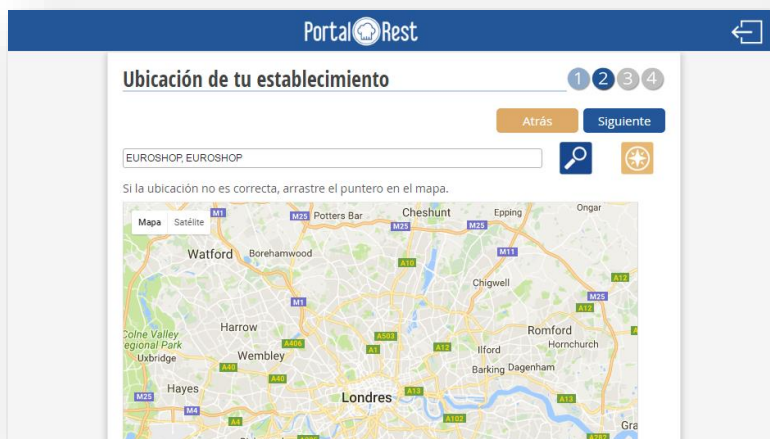 PortalRest
Ubicación de tu establecimiento
1 2 3 4
Atrás Siguiente
EUROSHOP, EUROSHOP
Si la ubicación no es correcta, arrastre el puntero en el mapa.
Mapa Satélite
M1
M25 Potters Bar
Cheshunt
Epping
Ongar
M25
M25
Watford
Borehamwood
M11
A10
Chigwell
A12
M1
M25
A12
Colne Valley
Regional Park
Harrow
A503
Romford
A406
A1
A12
Ilford
Hornchurch
Uxbridge
Wembley
A40
Barking
Dagenham
A40
Hayes
M25
Londres
A13
A13
M4
A4
A102